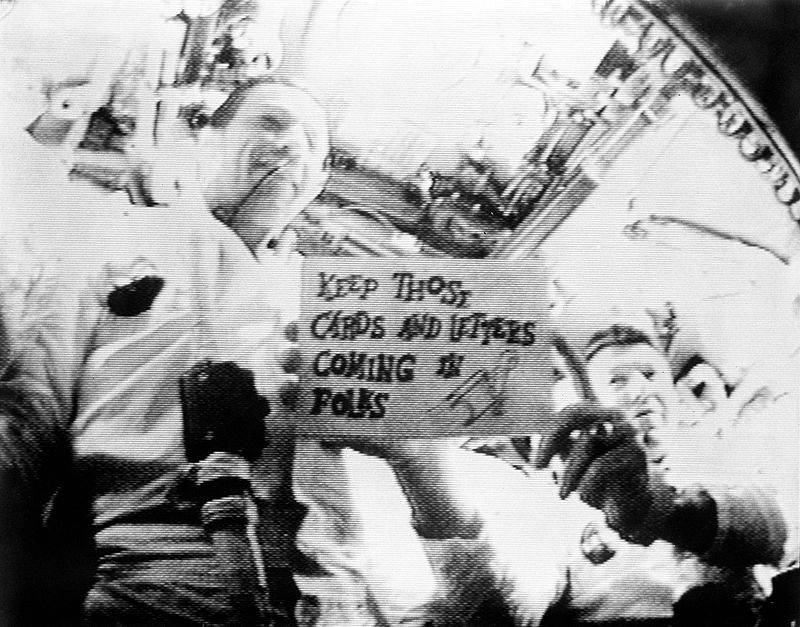 KEEP THOSE
CARDS AND LETTERS
COMING IN
FOLKS